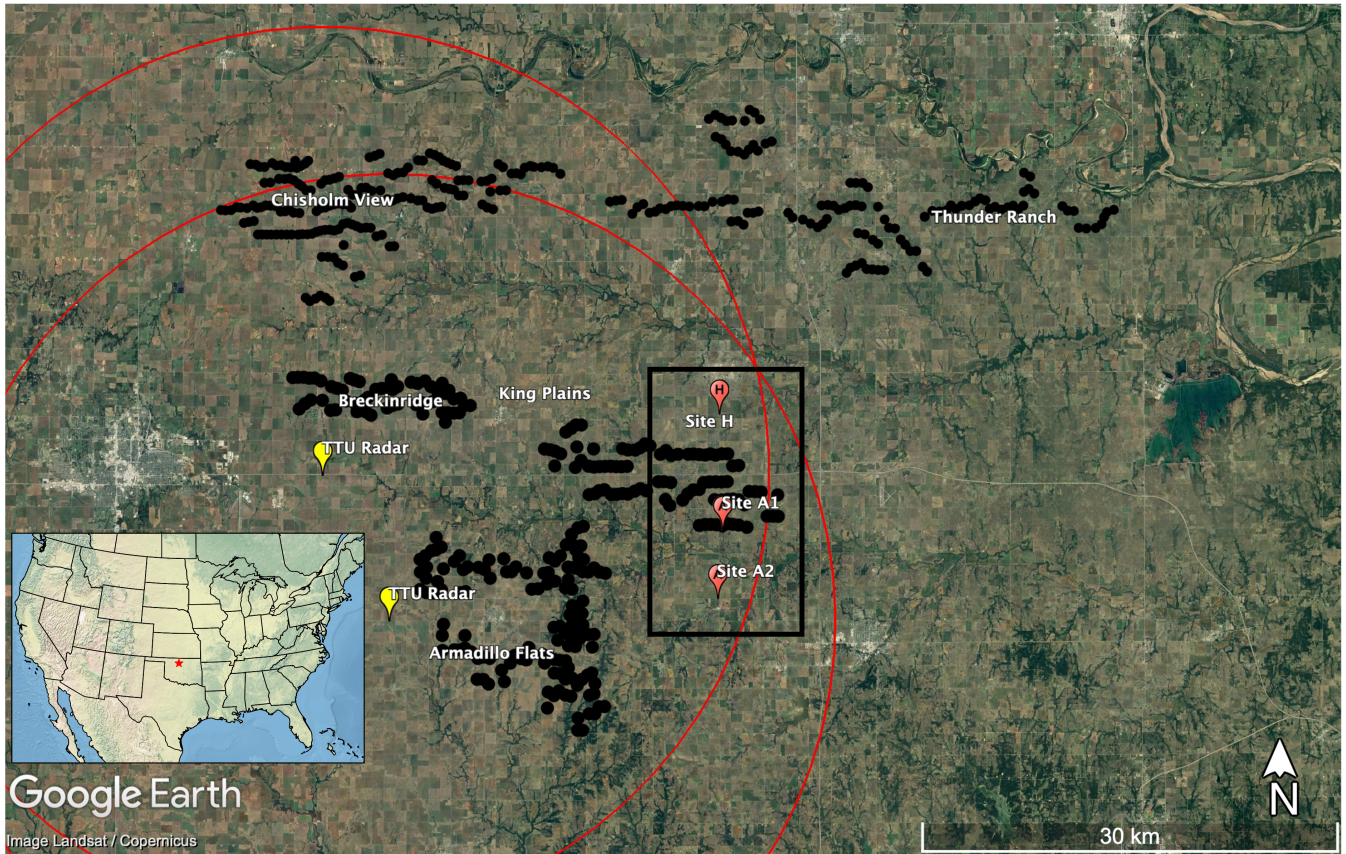 Chisholm View
Thunder Ranch
King Plains
Breckinridge
H
Site H
TTU Radar
Site A1
Site A2
TTU Radar
Armadillo Flats
Google Earth
Image Landsat / Copernicus
N
30 km